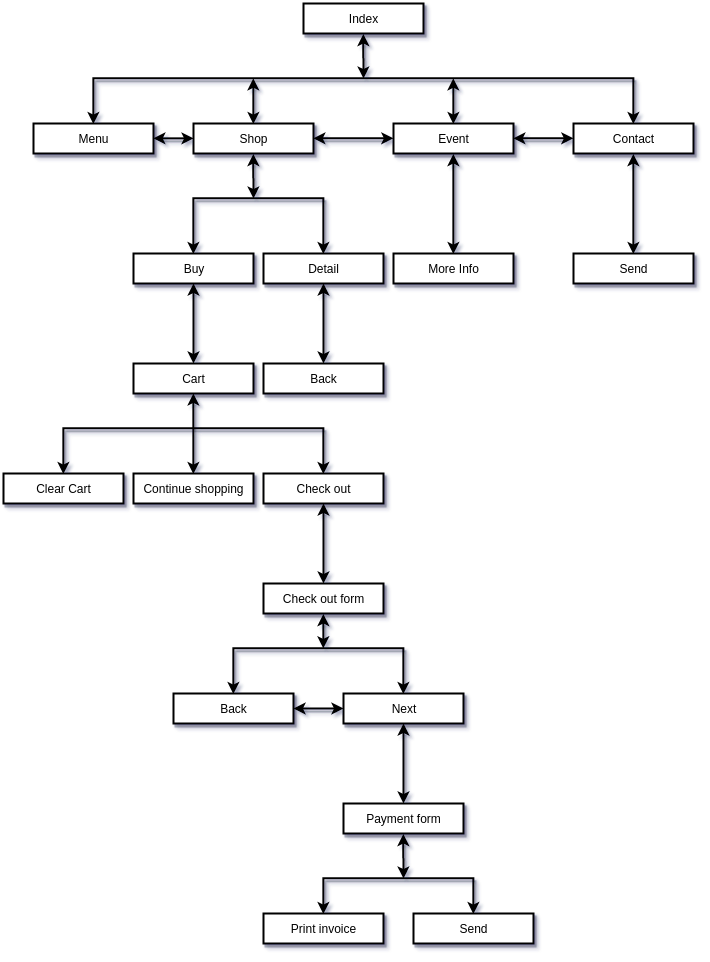 Index
Menu
Shop
Event
Contact
Buy
Detail
More Info
Send
Cart
Back
Clear Cart
Continue shopping
Check out
Check out form
Back
Next
Payment form
Print invoice
Send